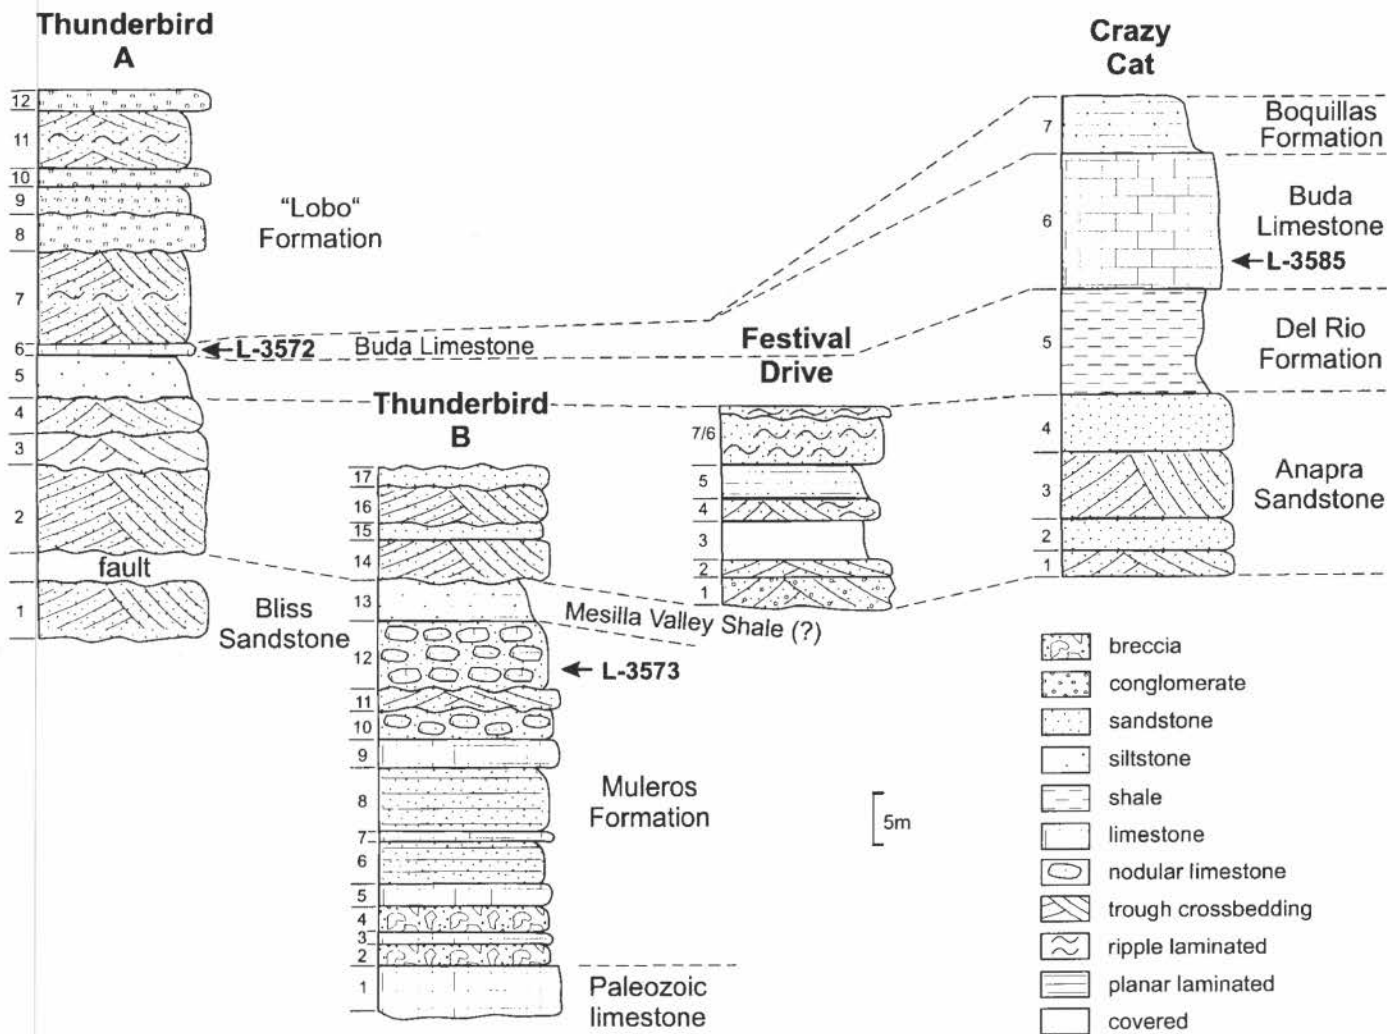 Thunderbird
A
12
11
10
9
8
7
6
5
4
3
2
fault
1
"Lobo"
Formation
L-3572
Buda Limestone
Bliss
Sandstone
Thunderbird
B
17
16
15
14
13
12
11
10
9
8
7
6
5
4
3
2
1
Mesilla Valley Shale (?)
L-3573
Muleros
Formation
Paleozoic
limestone
Festival
Drive
7/6
5
4
3
2
1
5m
Crazy
Cat
7
6
5
4
3
2
1
Boquillas
Formation
Buda
Limestone
L-3585
Del Rio
Formation
Anapra
Sandstone
breccia
conglomerate
sandstone
siltstone
shale
limestone
nodular limestone
trough crossbedding
ripple laminated
planar laminated
covered